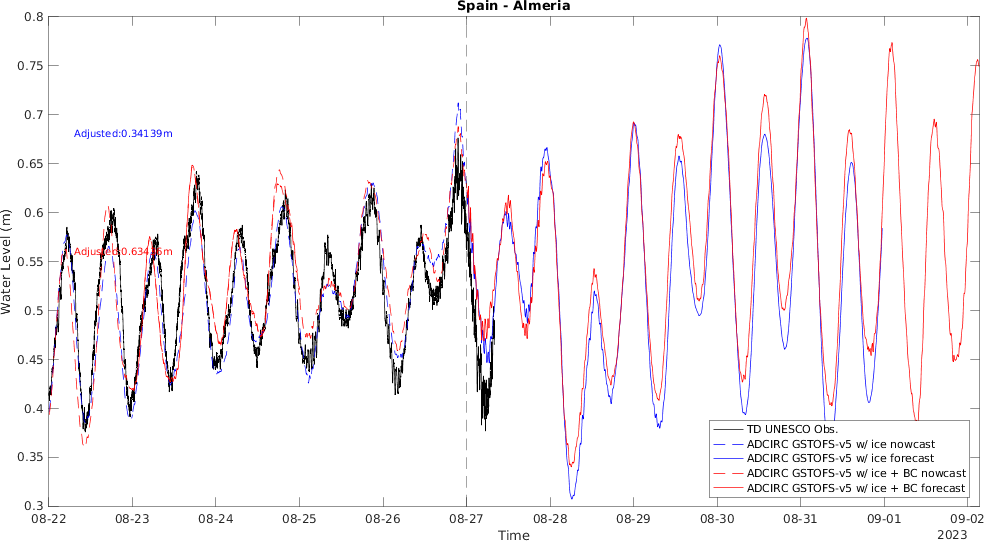 Spain - Almeria
0.8
0.75
0.7
0.65
0.6
0.55
0.5
0.45
0.4
0.35
0.3
Water Level (m)
Adjusted:0.34139m
TD UNESCO Obs.
ADCIRC GSTOFS-v5 w/ ice nowcast
ADCIRC GSTOFS-v5 w/ ice forecast
ADCIRC GSTOFS-v5 w/ ice + BC nowcast
ADCIRC GSTOFS-v5 w/ ice + BC forecast
08-22 08-23 08-24 08-25 08-26 08-27 08-28 08-29 08-30 08-31 09-01 09-02
Time
2023